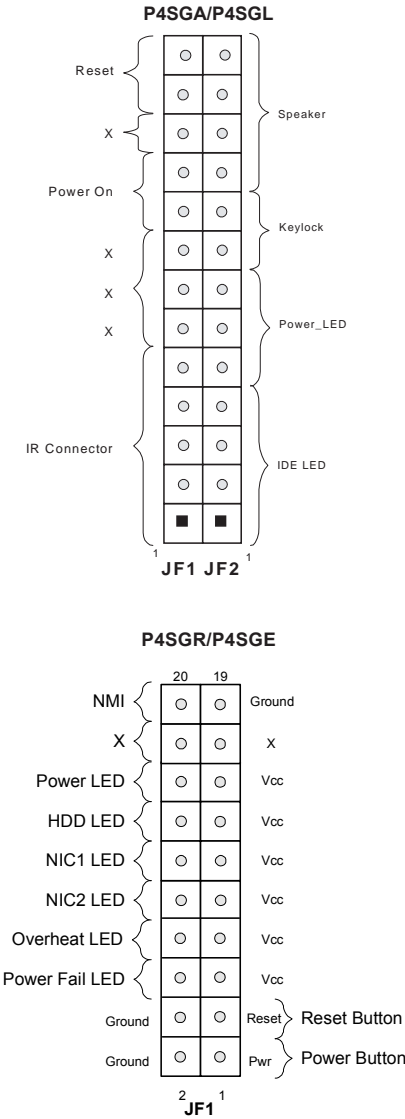 P4SGA/P4SGL
Reset
Speaker
X
Power On
Keylock
X
X
Power_LED
X
IR Connector
IDE LED
1
1
JF1 JF2
P4SGR/P4SGE
20 19
NMI
Ground
X
X
Power LED
Vcc
HDD LED
Vcc
NIC1 LED
Vcc
NIC2 LED
Vcc
Overheat LED
Vcc
Power Fail LED
Vcc
Ground
Reset
Reset Button
Ground
Pwr
Power Button
2 1
JF1